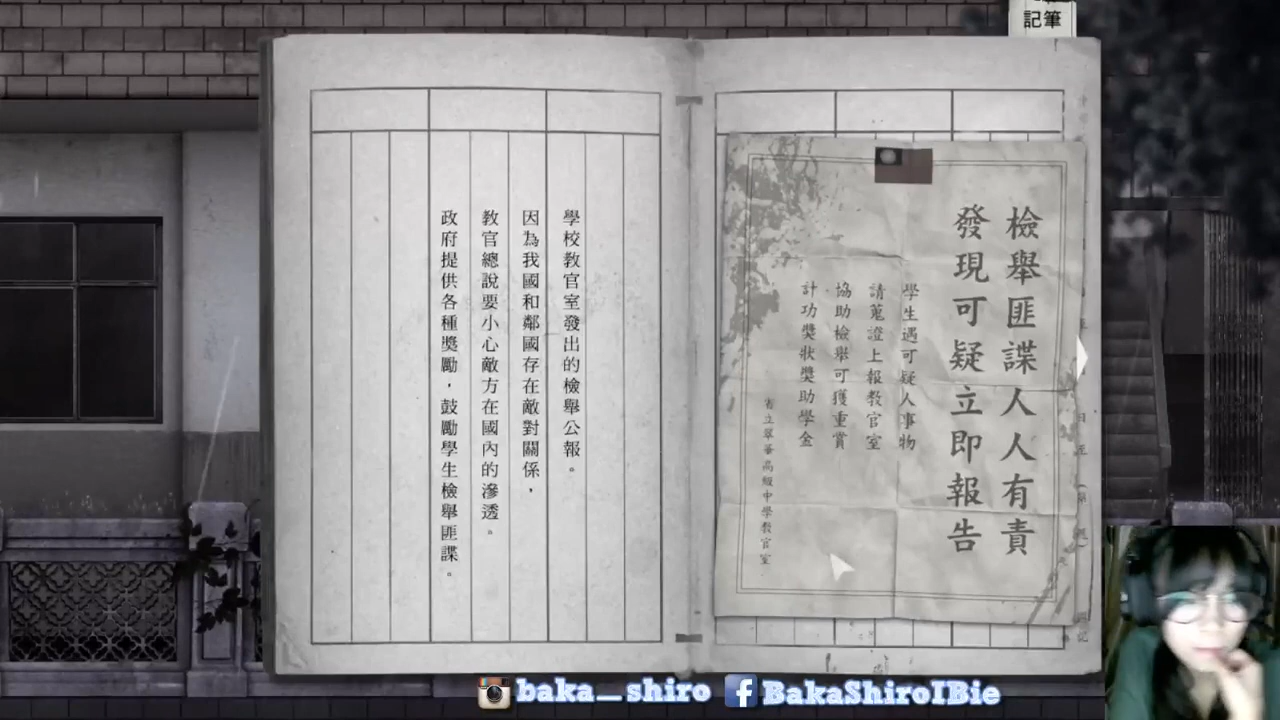 記筆
檢舉匪諜人人有責
發現可疑立即報告
學生遇可疑人事物
請蒐證上報教官室
協助檢舉可獲重賞
計功獎狀獎助學金
省立翠華高級中學教官室
學校教官室發出的檢舉公報。
因為我國和鄰國存在敵對關係，
教官總說要小心敵方在國內的滲透。
政府提供各種獎勵，鼓勵學生檢舉匪諜。
baka_shiro
BakaShiroIBie